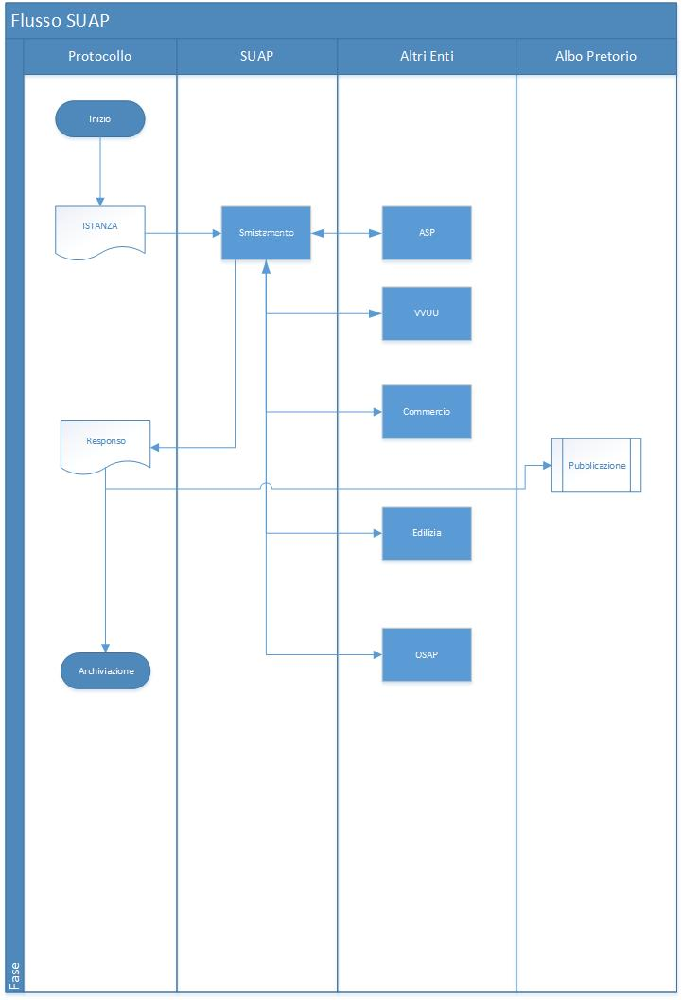 Flusso SUAP
Protocollo
SUAP
Altri Enti
Albo Pretorio
Inizio
ISTANZA
Smistamento
ASP
VVUU
Commercio
Responso
Pubblicazione
Edilizia
OSAP
Archiviazione
Fase